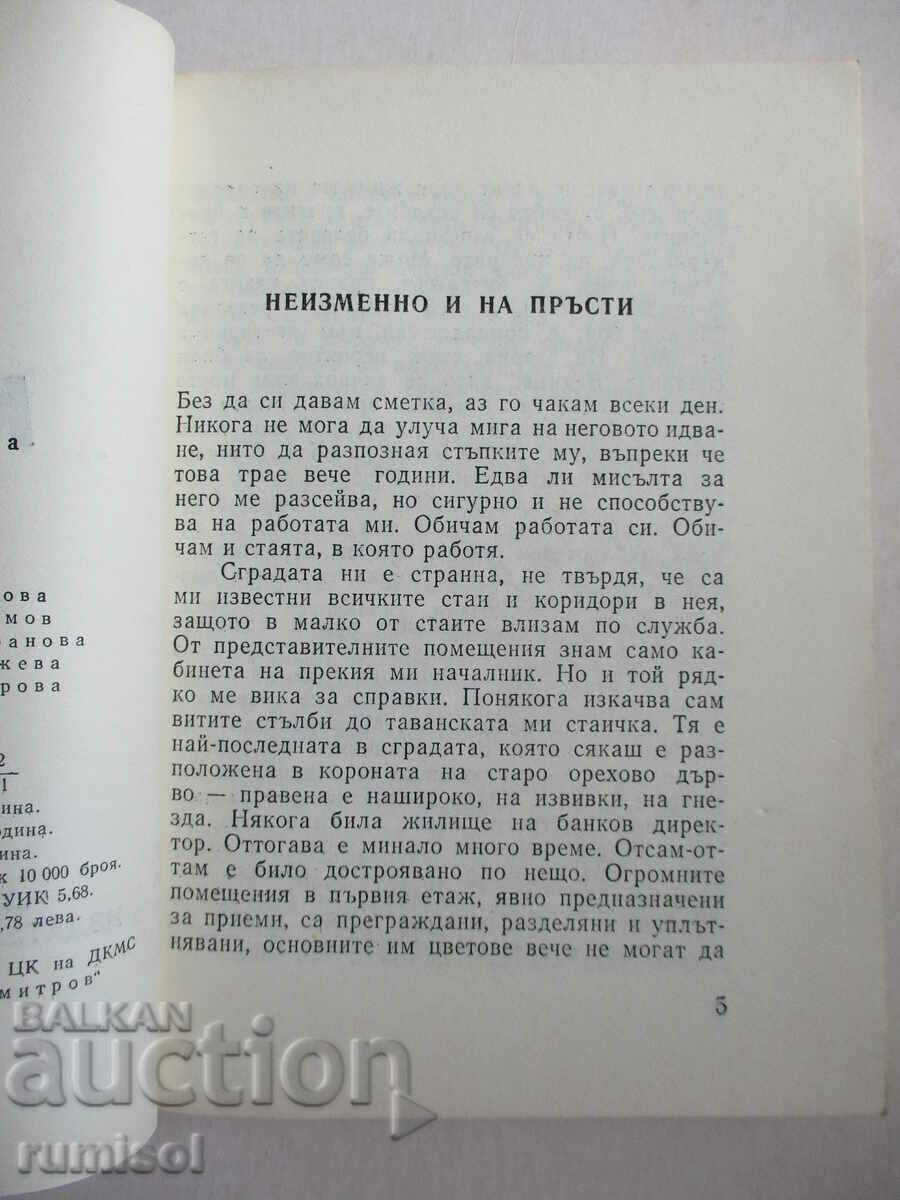 а
ова
мов
анова
жева
рова
2
1
ина.
дина.
ина.
к 10 000 броя.
УИК 5,68.
,78 лева.
ЦК на ДКМС
митров"
НЕИЗМЕННО И НА ПРЪСТИ
Без да си давам сметка, аз го чакам всеки ден.
Никога не мога да улуча мига на неговото идва-
не, нито да разпозная стъпките му, въпреки че
това трае вече години. Едва ли мисълта за
него ме разсейва, но сигурно и не способству-
ва на работата ми. Обичам работата си. Оби-
чам и стаята, в която работя.
Сградата ни е странна, не твърдя, че са
ми известни всичките стаи и коридори в нея,
защото в малко от стаите влизам по служба.
От представителните помещения знам само ка-
бинета на прекия ми началник. Но и той ряд-
ко ме вика за справки. Понякога изкачва сам
витите стълби до таванската ми стаичка. Тя е
най-последната в сградата, която сякаш е раз-
положена в короната на старо орехово дър-
во — правена е нашироко, на извивки, на гне-
зда. Някога била жилище на банков дирек-
тор. Оттогава е минало много време. Отсам-от-
там е било достроявано по нещо. Огромните
помещения в първия етаж, явно предназначени
за приеми, са преграждани, разделяни и уплът-
нявани, основните им цветове вече не могат да
5
BALKAN
auction
rumisol